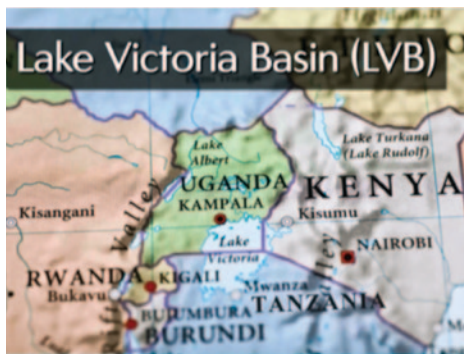 Lake Victoria Basin (LVB)
Lake Turkana
(Lake Rudolf)
Lake
Albert
UGANDA
KENYA
KAMPALA
Kisangani
Kisumu
Valley
Lake
Victoria
NAIROBI
RWANDA
KIGALI
Bukavu
Mwanza
TANZANIA
BUJUMBURA
BURUNDI